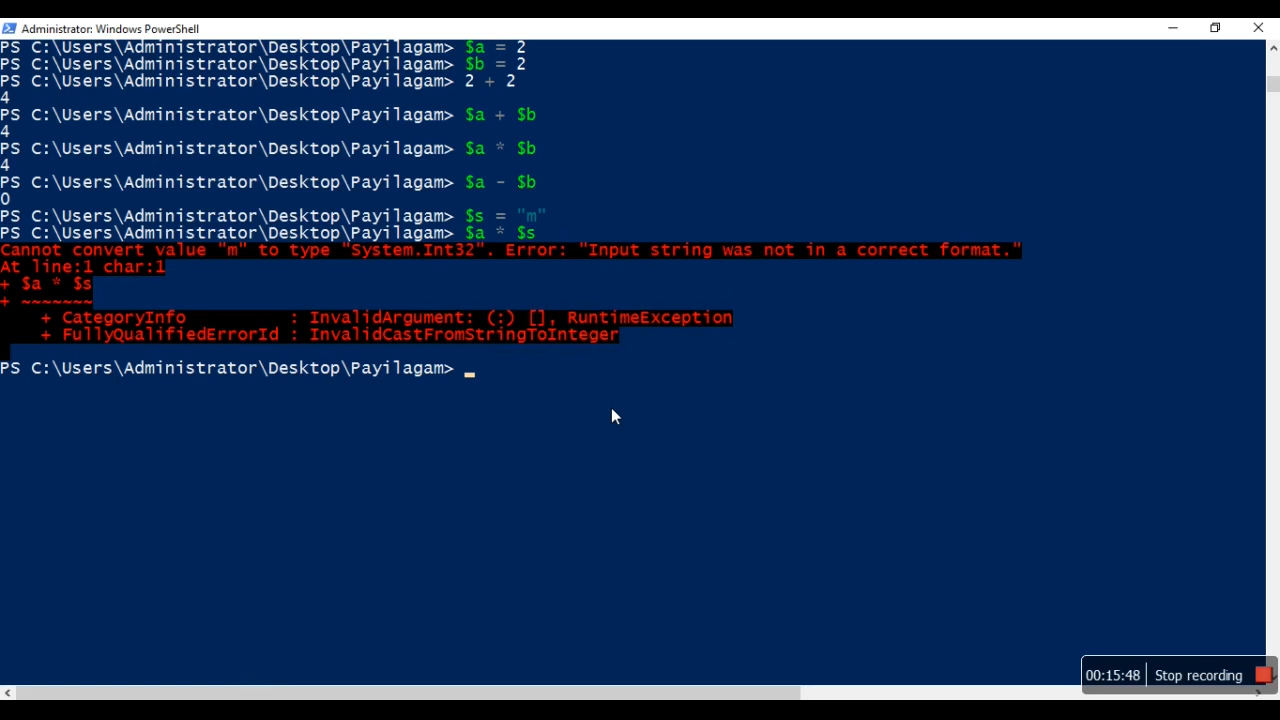 Administrator: Windows PowerShell
PS C:\Users\Administrator\Desktop\Payilagam> $a = 2
PS C:\Users\Administrator\Desktop\Payilagam> $b = 2
PS C:\Users\Administrator\Desktop\Payilagam> 2 + 2
4
PS C:\Users\Administrator\Desktop\Payilagam> $a + $b
4
PS C:\Users\Administrator\Desktop\Payilagam> $a * $b
4
PS C:\Users\Administrator\Desktop\Payilagam> $a - $b
0
PS C:\Users\Administrator\Desktop\Payilagam> $s = "m"
PS C:\Users\Administrator\Desktop\Payilagam> $a * $s
Cannot convert value "m" to type "System.Int32". Error: "Input string was not in a correct format."
At line:1 char:1
+ $a * $s
+ ~~~~~~~
    + CategoryInfo          : InvalidArgument: (:) [], RuntimeException
    + FullyQualifiedErrorId : InvalidCastFromStringToInteger
PS C:\Users\Administrator\Desktop\Payilagam> _
00:15:48 Stop recording